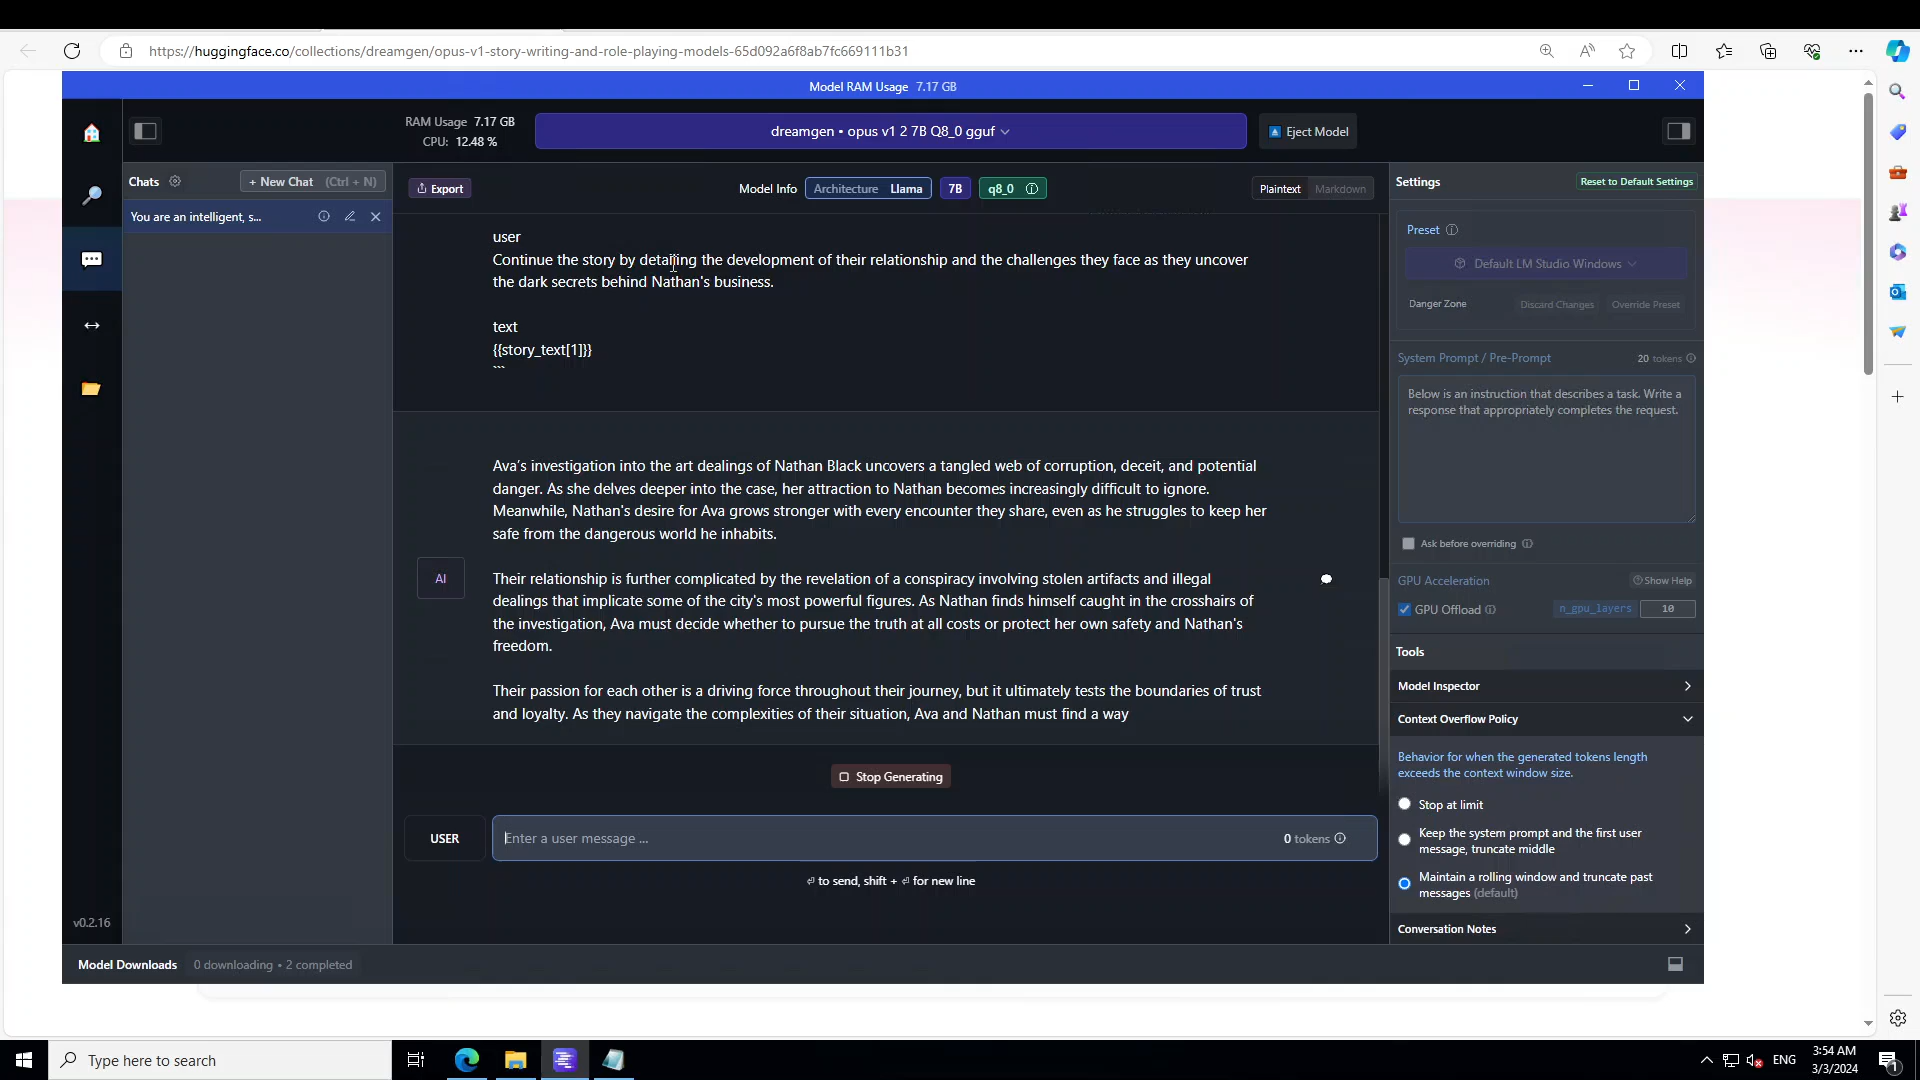 https://huggingface.co/collections/dreamgen/opus-v1-story-writing-and-role-playing-models-65d092a6f8ab7fc669111b31
Model RAM Usage 7.17 GB
RAM Usage 7.17 GB
CPU: 12.48 %
dreamgen • opus v1 2 7B Q8_0 gguf
Eject Model
Chats
+ New Chat (Ctrl + N)
You are an intelligent, s...
Export
Model Info
Architecture Llama
7B
q8_0
Plaintext
Markdown
user
Continue the story by detailing the development of their relationship and the challenges they face as they uncover
the dark secrets behind Nathan's business.
text
{{story_text[1]}}
```
AI
Ava's investigation into the art dealings of Nathan Black uncovers a tangled web of corruption, deceit, and potential
danger. As she delves deeper into the case, her attraction to Nathan becomes increasingly difficult to ignore.
Meanwhile, Nathan's desire for Ava grows stronger with every encounter they share, even as he struggles to keep her
safe from the dangerous world he inhabits.
Their relationship is further complicated by the revelation of a conspiracy involving stolen artifacts and illegal
dealings that implicate some of the city's most powerful figures. As Nathan finds himself caught in the crosshairs of
the investigation, Ava must decide whether to pursue the truth at all costs or protect her own safety and Nathan's
freedom.
Their passion for each other is a driving force throughout their journey, but it ultimately tests the boundaries of trust
and loyalty. As they navigate the complexities of their situation, Ava and Nathan must find a way
Stop Generating
USER
Enter a user message ...
0 tokens
⏎ to send, shift + ⏎ for new line
Settings
Reset to Default Settings
Preset
Default LM Studio Windows
Danger Zone
Discard Changes
Override Preset
System Prompt / Pre-Prompt
20 tokens
Below is an instruction that describes a task. Write a
response that appropriately completes the request.
Ask before overriding
GPU Acceleration
Show Help
GPU Offload
n_gpu_layers
10
Tools
Model Inspector
Context Overflow Policy
Behavior for when the generated tokens length
exceeds the context window size.
Stop at limit
Keep the system prompt and the first user
message, truncate middle
Maintain a rolling window and truncate past
messages (default)
Conversation Notes
v0.2.16
Model Downloads
0 downloading • 2 completed
Type here to search
ENG
3:54 AM
3/3/2024
1